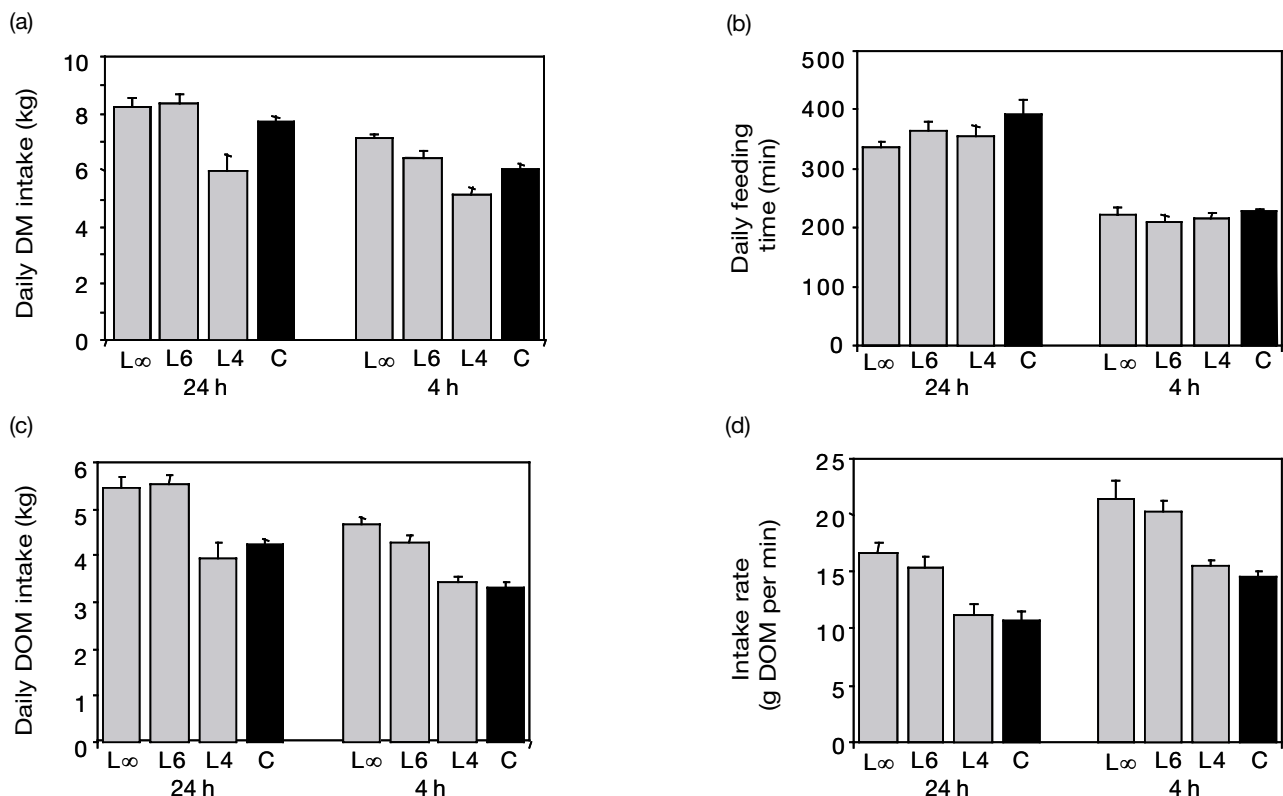 (a)
Daily DM intake (kg)
10
8
6
4
2
0
L∞ L6 L4 C L∞ L6 L4 C
24 h 4 h
(b)
Daily feeding
time (min)
500
400
300
200
100
0
L∞ L6 L4 C L∞ L6 L4 C
24 h 4 h
(c)
Daily DOM intake (kg)
6
5
4
3
2
1
0
L∞ L6 L4 C L∞ L6 L4 C
24 h 4 h
(d)
Intake rate
(g DOM per min)
25
20
15
10
5
0
L∞ L6 L4 C L∞ L6 L4 C
24 h 4 h